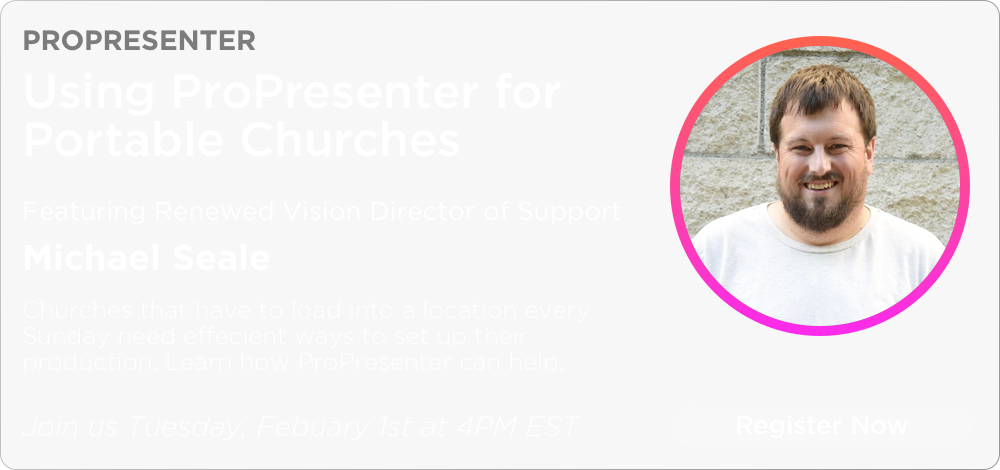 PROPRESENTER
Using ProPresenter for
Portable Churches
Featuring Renewed Vision Director of Support
Michael Seale
Churches that have to load into a location every
Sunday need effecient ways to set up their
production. Learn how ProPresenter can help.
Join us Tuesday, Febuary 1st at 4PM EST
Register Now